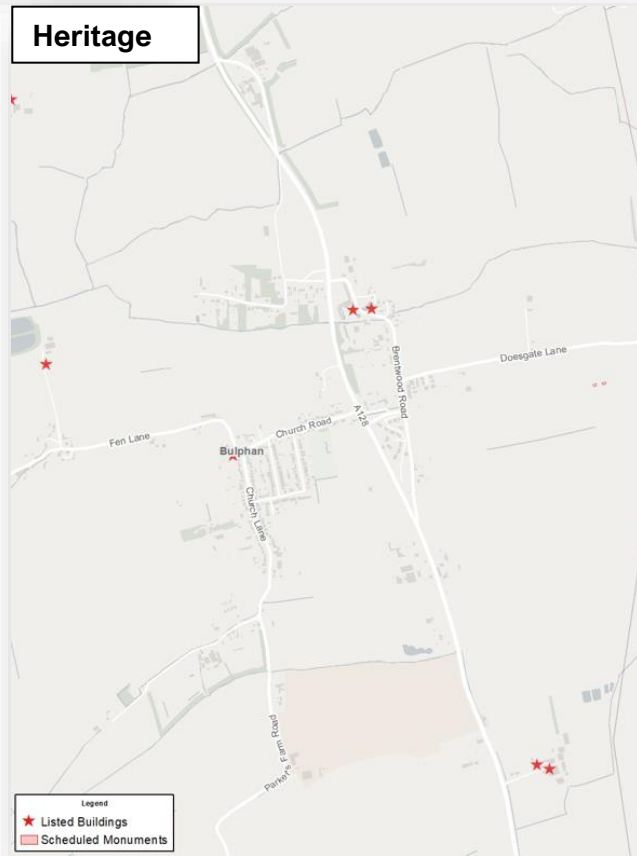 Heritage
Brentwood Road
Doesgate Lane
A128
Church Road
Fen Lane
Bulphan
Church Lane
Parker's Farm Road
Legend
Listed Buildings
Scheduled Monuments